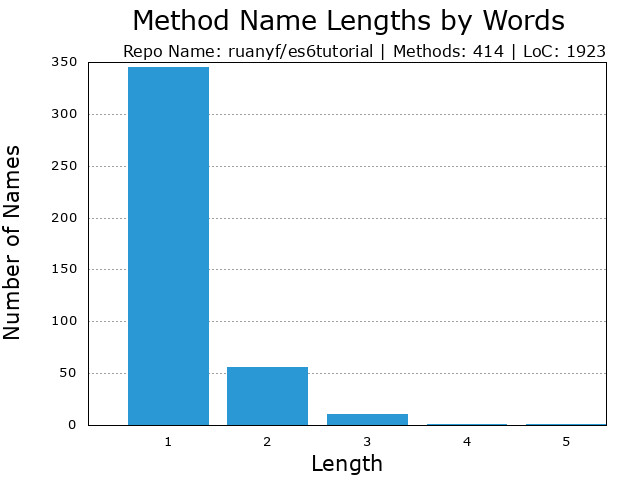 Method Name Lengths by Words
Repo Name: ruanyf/es6tutorial | Methods: 414 | LoC: 1923
Number of Names
350
300
250
200
150
100
50
0
1 2 3 4 5
Length